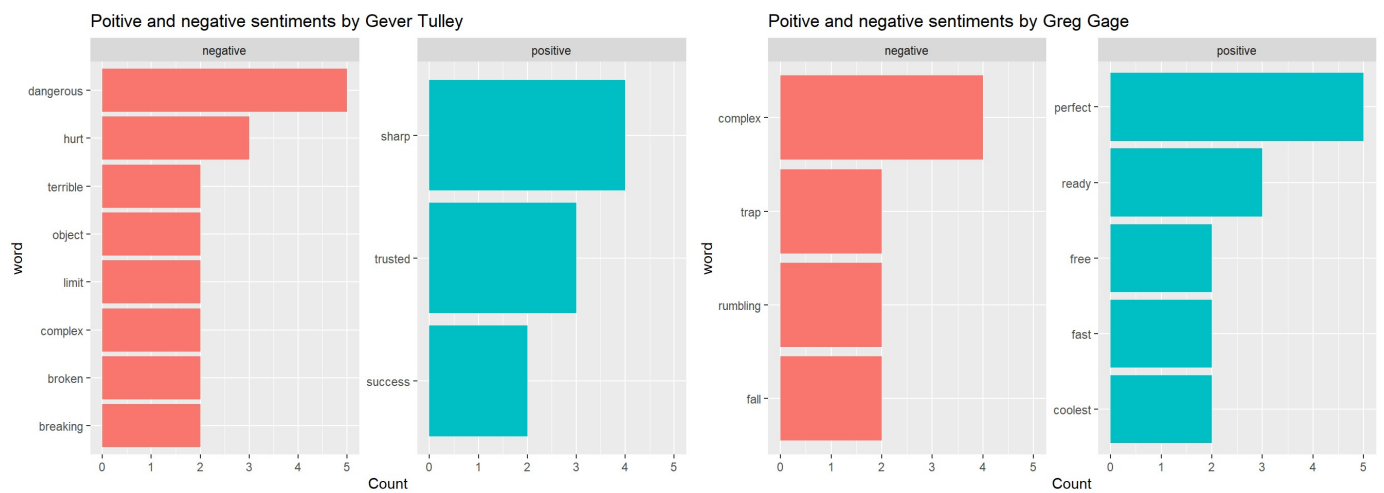 Poitive and negative sentiments by Gever Tulley
negative
positive
word
dangerous
hurt
terrible
object
limit
complex
broken
breaking
0 1 2 3 4 5
sharp
trusted
success
0 1 2 3 4 5
Count
Poitive and negative sentiments by Greg Gage
negative
positive
word
complex
trap
rumbling
fall
0 1 2 3 4 5
perfect
ready
free
fast
coolest
0 1 2 3 4 5
Count